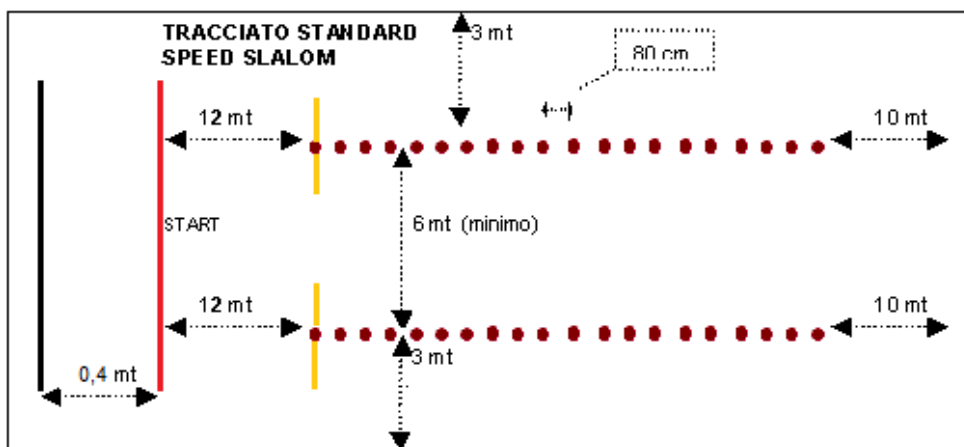 TRACCIATO STANDARD
SPEED SLALOM
3 mt
80 cm
12 mt
10 mt
START
6 mt (minimo)
12 mt
10 mt
3 mt
0,4 mt